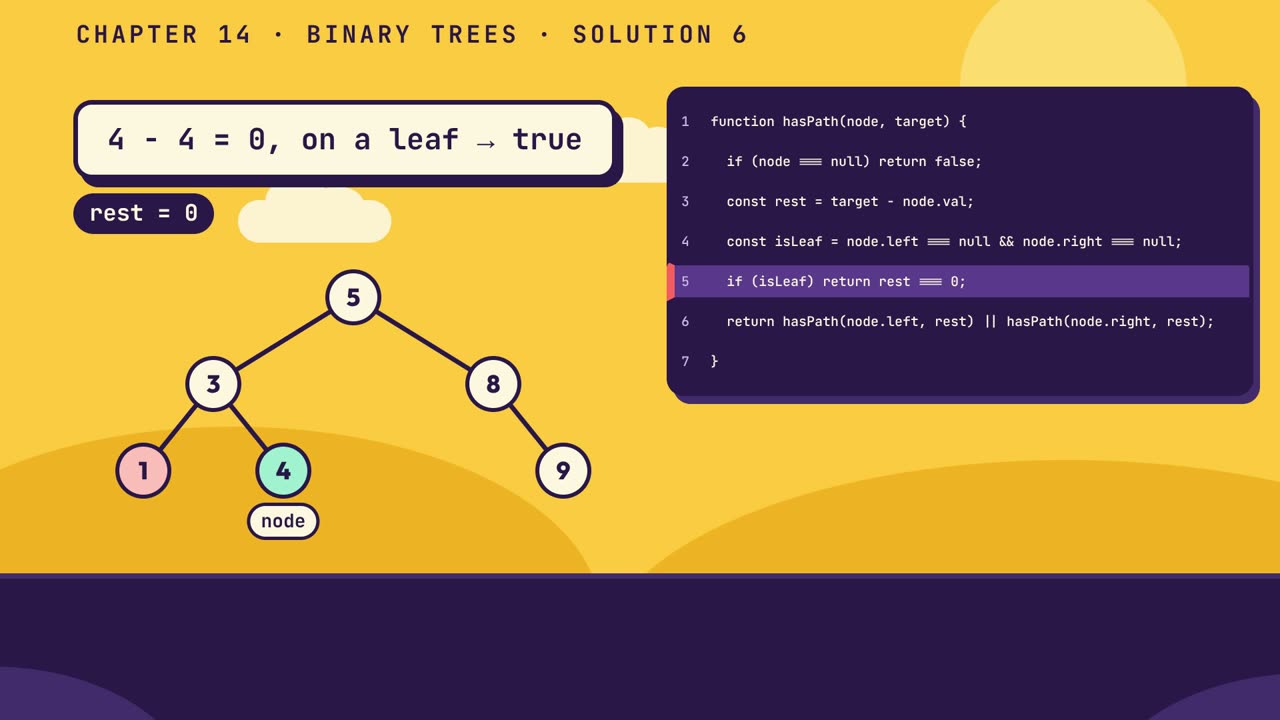 CHAPTER 14 · BINARY TREES · SOLUTION 6
4 - 4 = 0, on a leaf → true
rest = 0
5
3
8
1
4
9
node
1 function hasPath(node, target) {
2 if (node === null) return false;
3 const rest = target - node.val;
4 const isLeaf = node.left === null && node.right === null;
5 if (isLeaf) return rest === 0;
6 return hasPath(node.left, rest) || hasPath(node.right, rest);
7 }